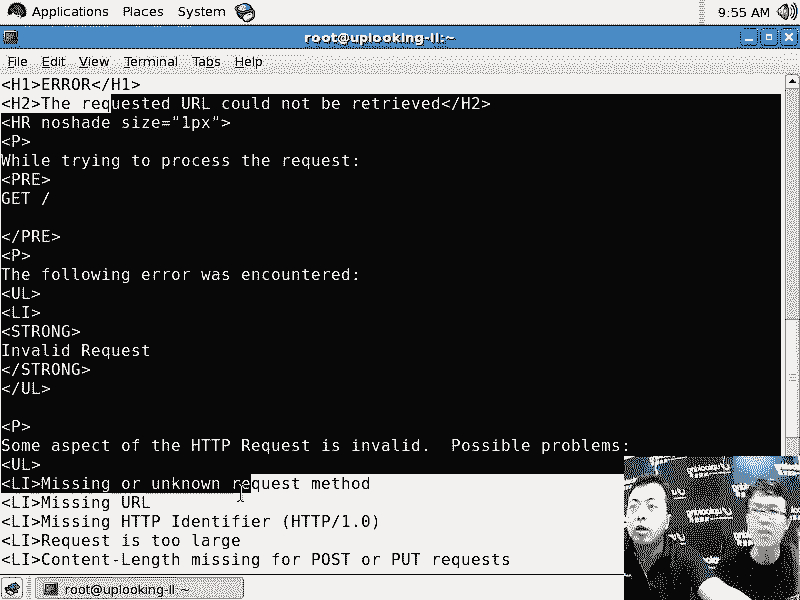 Applications Places System 9:55 AM
root@uplooking-ll:~
File Edit View Terminal Tabs Help
<H1>ERROR</H1>
<H2>The requested URL could not be retrieved</H2>
<HR noshade size="1px">
<P>
While trying to process the request:
<PRE>
GET /
</PRE>
<P>
The following error was encountered:
<UL>
<LI>
<STRONG>
Invalid Request
</STRONG>
</UL>
<P>
Some aspect of the HTTP Request is invalid.  Possible problems:
<UL>
<LI>Missing or unknown request method
<LI>Missing URL
<LI>Missing HTTP Identifier (HTTP/1.0)
<LI>Request is too large
<LI>Content-Length missing for POST or PUT requests
root@uplooking-ll:~